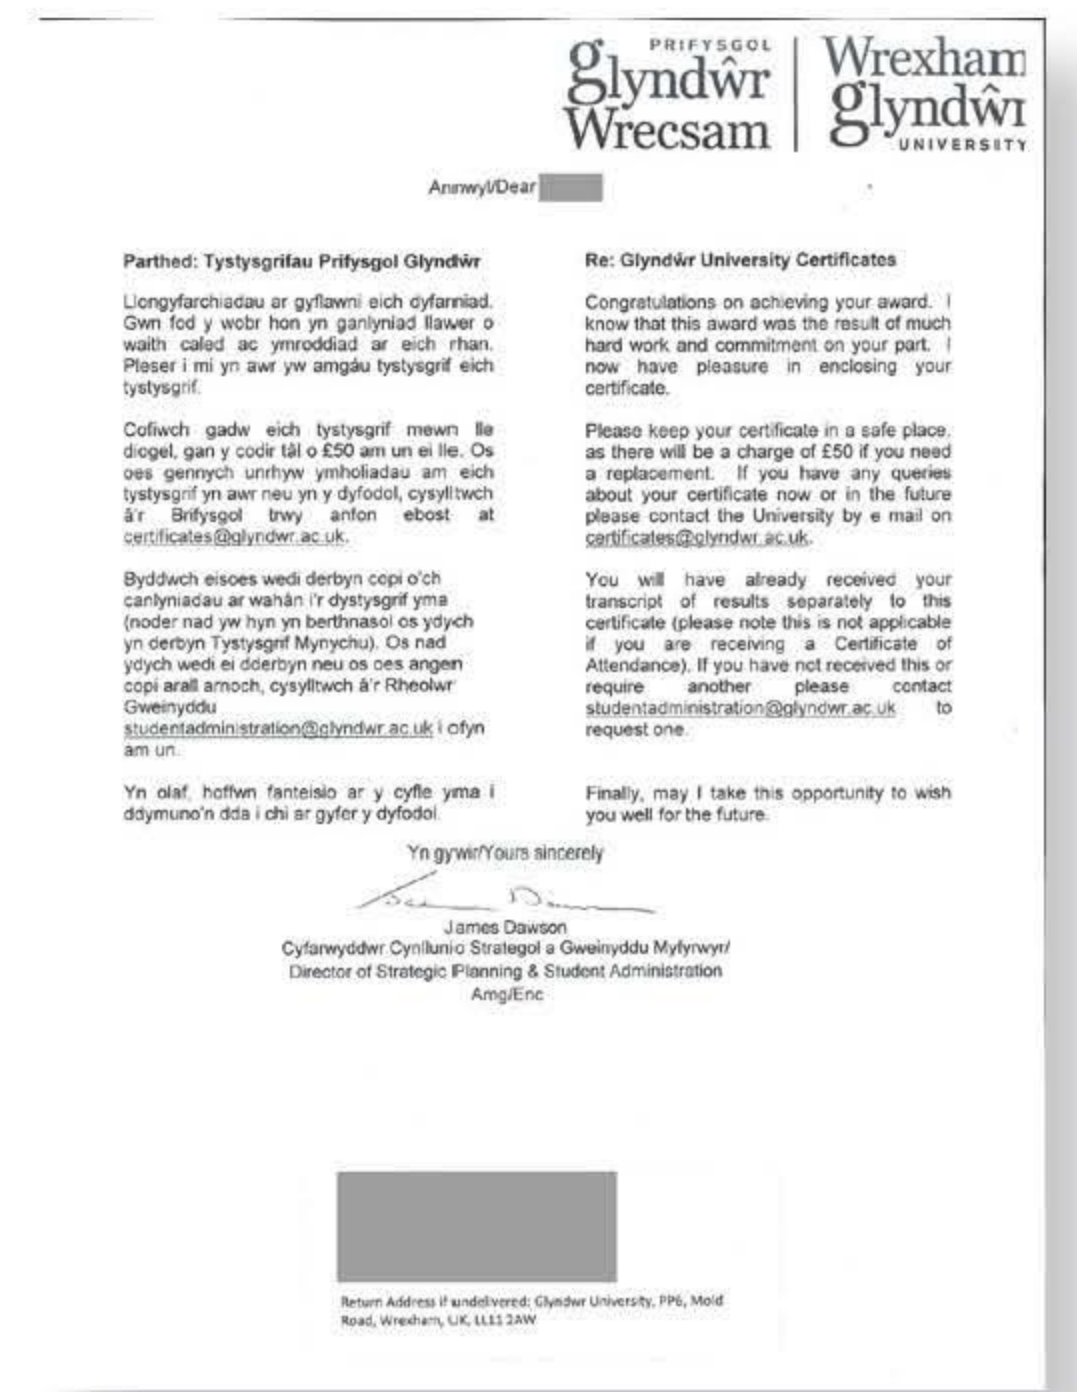 PRIFYSGOL
glyndŵr
Wrecsam
Wrexham
glyndŵr
UNIVERSITY
Annwyl/Dear
Parthed: Tystysgrifau Prifysgol Glyndŵr
Llongyfarchiadau ar gyflawni eich dyfarniad.
Gwn fod y wobr hon yn ganlyniad llawer o
waith caled ac ymroddiad ar eich rhan.
Pleser i mi yn awr yw amgáu tystysgrif eich
tystysgrif.
Cofiwch gadw eich tystysgrif mewn lle
diogel, gan y codir tâl o £50 am un ei lle. Os
oes gennych unrhyw ymholiadau am eich
tystysgrif yn awr neu yn y dyfodol, cysylltwch
â'r Brifysgol trwy anfon ebost at
certificates@glyndwr.ac.uk.
Byddwch eisoes wedi derbyn copi o'ch
canlyniadau ar wahân i'r dystysgrif yma
(noder nad yw hyn yn berthnasol os ydych
yn derbyn Tystysgrif Mynychu). Os nad
ydych wedi ei dderbyn neu os oes angen
copi arall arnoch, cysylltwch â'r Rheolwr
Gweinyddu
studentadministration@glyndwr.ac.uk i ofyn
am un.
Yn olaf, hoffwn fanteisio ar y cyfle yma i
ddymuno'n dda i chi ar gyfer y dyfodol.
Re: Glyndŵr University Certificates
Congratulations on achieving your award. I
know that this award was the result of much
hard work and commitment on your part. I
now have pleasure in enclosing your
certificate.
Please keep your certificate in a safe place,
as there will be a charge of £50 if you need
a replacement. If you have any queries
about your certificate now or in the future
please contact the University by e mail on
certificates@glyndwr.ac.uk.
You will have already received your
transcript of results separately to this
certificate (please note this is not applicable
if you are receiving a Certificate of
Attendance). If you have not received this or
require another please contact
studentadministration@glyndwr.ac.uk to
request one.
Finally, may I take this opportunity to wish
you well for the future.
Yn gywir/Yours sincerely
James Dawson
Cyfarwyddwr Cynllunio Strategol a Gweinyddu Myfyrwyr/
Director of Strategic Planning & Student Administration
Amg/Enc
Return Address if undelivered: Glyndwr University, PP6, Mold
Road, Wrexham, UK, LL11 2AW